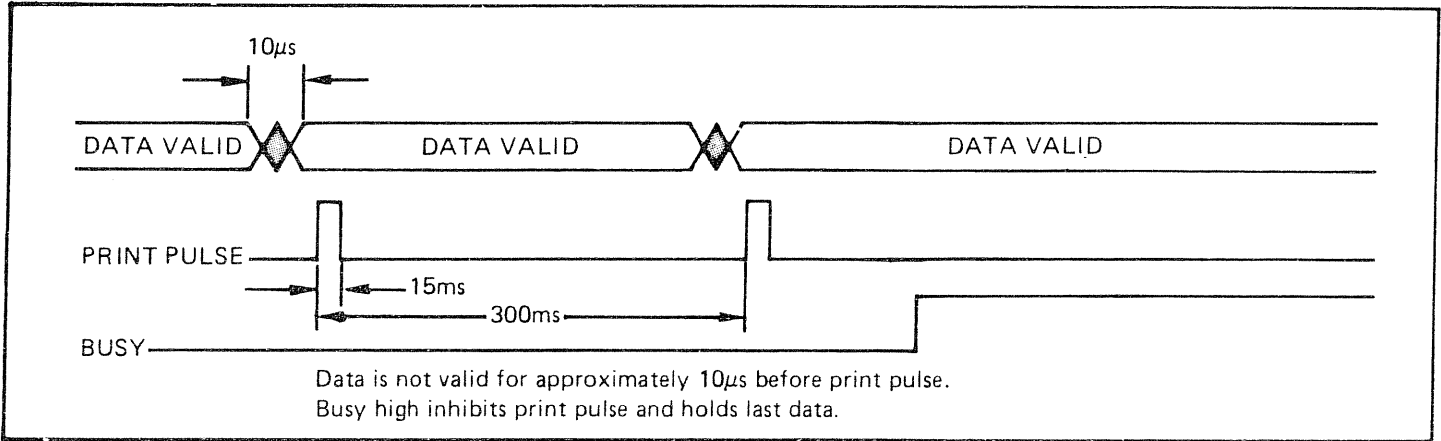 10μs
DATA VALID DATA VALID DATA VALID
PRINT PULSE
15ms
300ms
BUSY
Data is not valid for approximately 10μs before print pulse.
Busy high inhibits print pulse and holds last data.